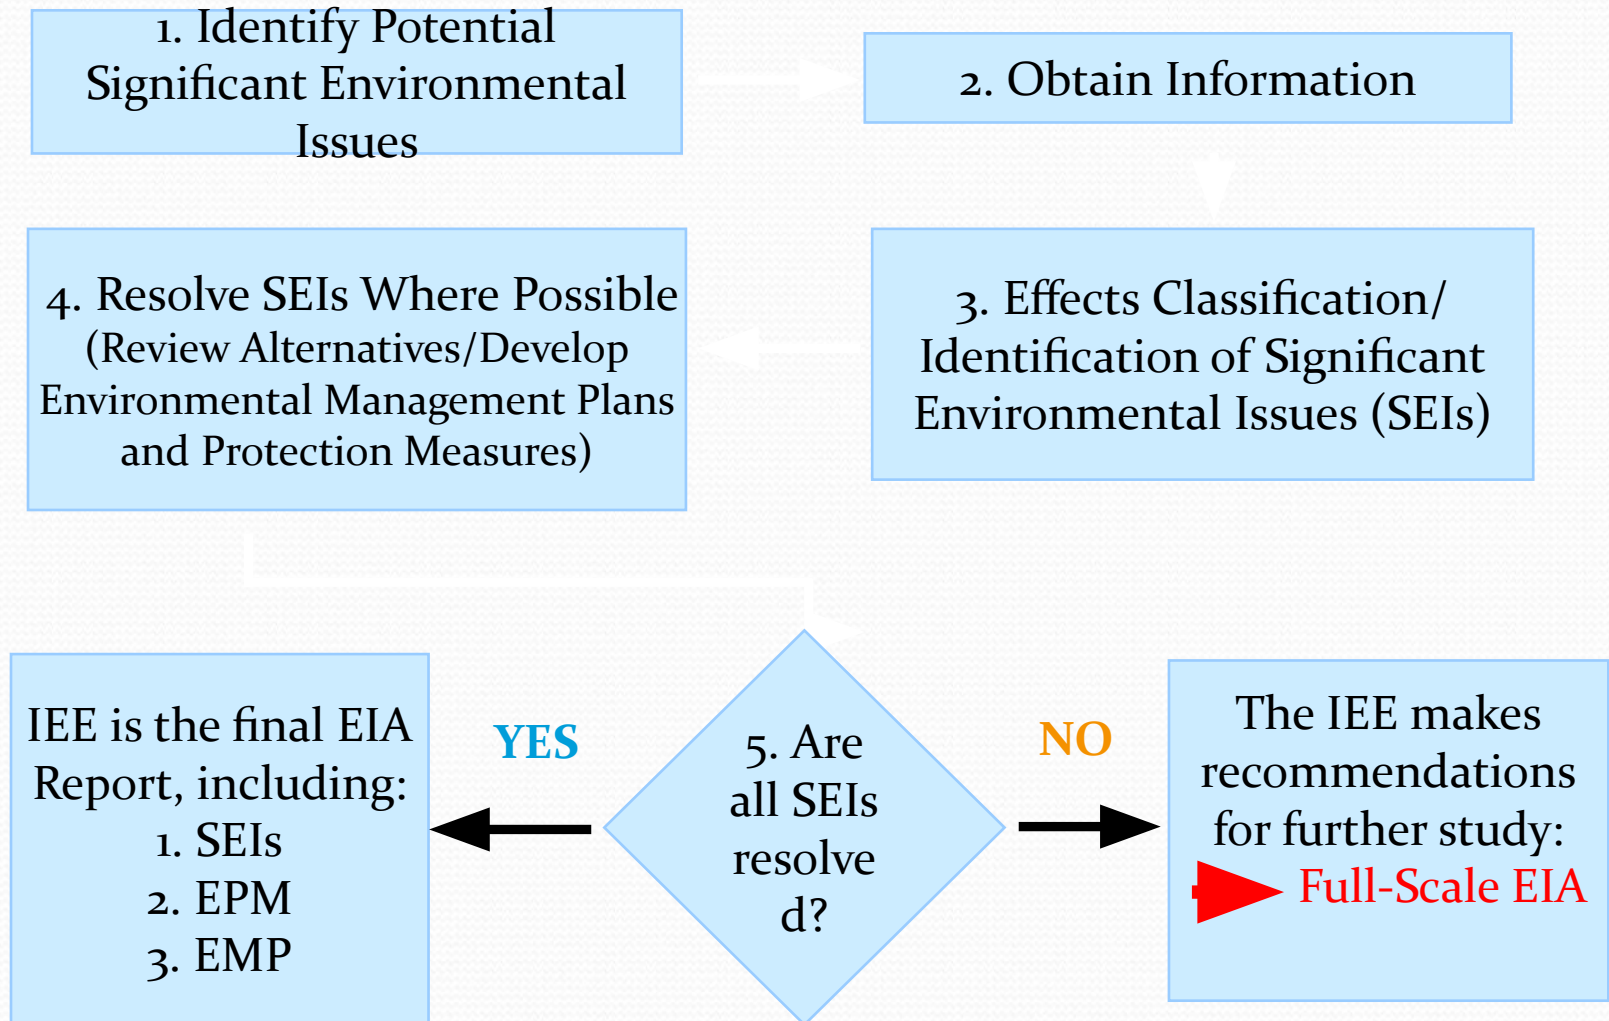 1. Identify Potential
Significant Environmental
Issues
2. Obtain Information
3. Effects Classification/
Identification of Significant
Environmental Issues (SEIs)
4. Resolve SEIs Where Possible
(Review Alternatives/Develop
Environmental Management Plans
and Protection Measures)
5. Are
all SEIs
resolve
d?
YES
IEE is the final EIA
Report, including:
1. SEIs
2. EPM
3. EMP
NO
The IEE makes
recommendations
for further study:
Full-Scale EIA